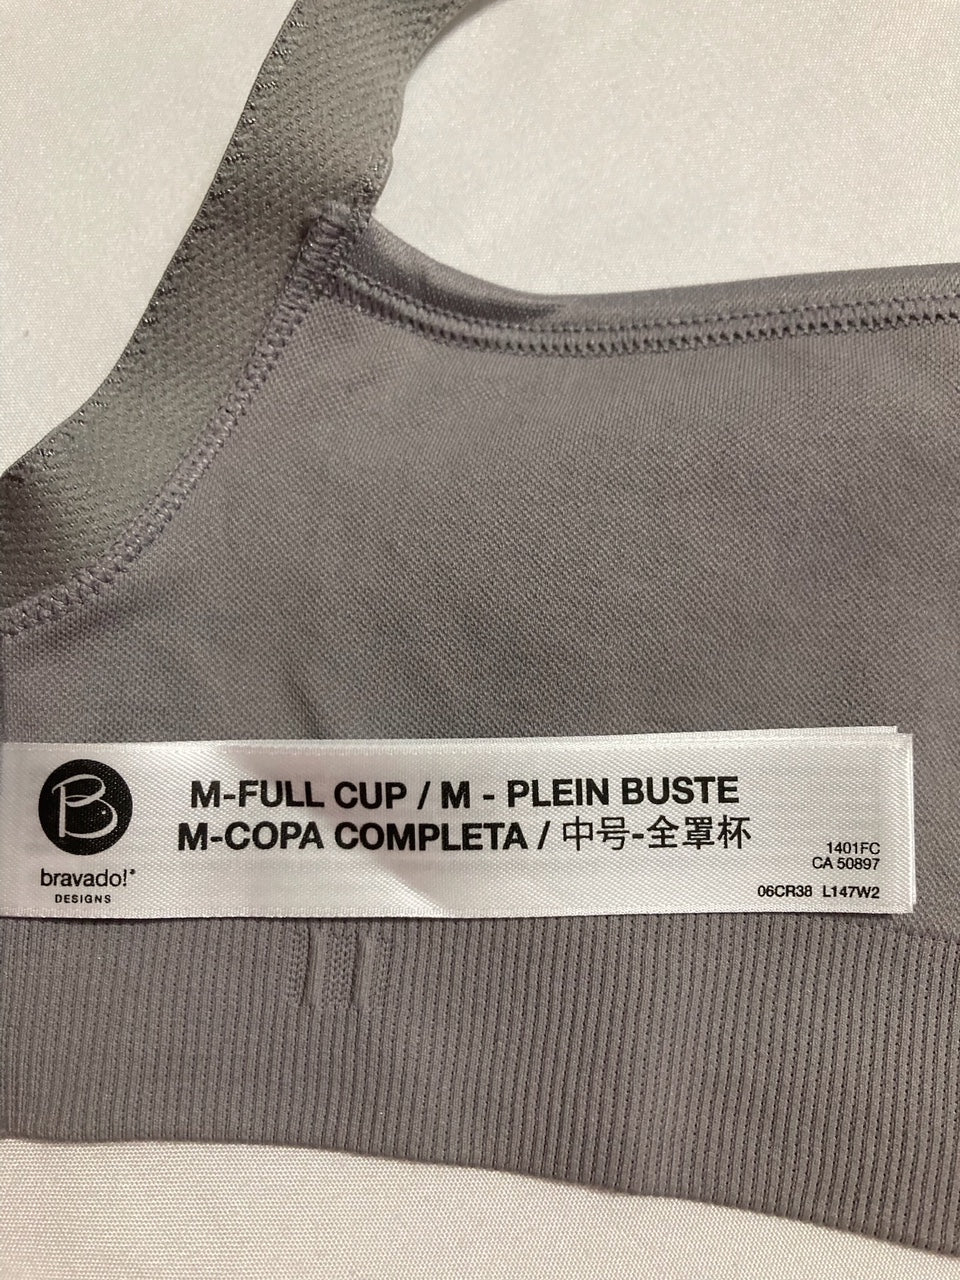 B
bravado!
DESIGNS
M-FULL CUP / M - PLEIN BUSTE
M-COPA COMPLETA / 中号-全罩杯
1401FC
CA 50897
06CR38 L147W2